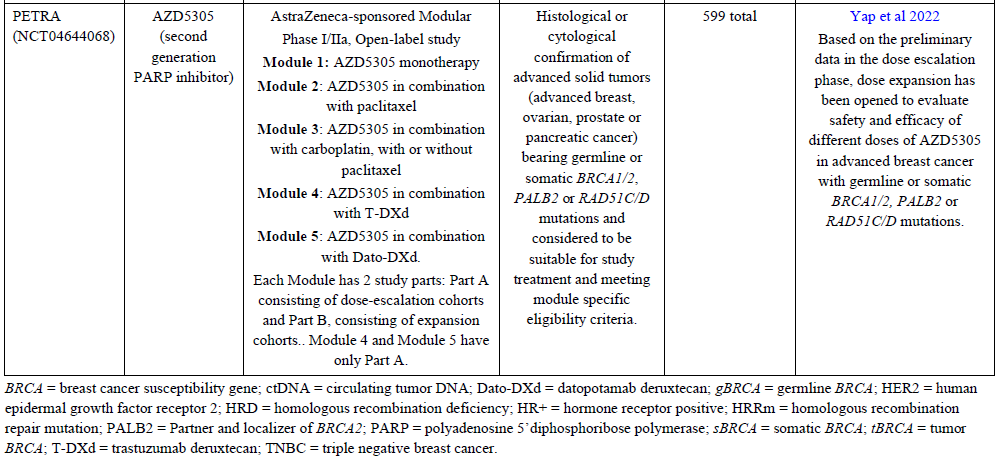 PETRA
(NCT04644068)
AZD5305
(second
generation
PARP inhibitor)
AstraZeneca-sponsored Modular
Phase I/IIa, Open-label study
Module 1: AZD5305 monotherapy
Module 2: AZD5305 in combination
with paclitaxel
Module 3: AZD5305 in combination
with carboplatin, with or without
paclitaxel
Module 4: AZD5305 in combination
with T-DXd
Module 5: AZD5305 in combination
with Dato-DXd.
Each Module has 2 study parts: Part A
consisting of dose-escalation cohorts
and Part B, consisting of expansion
cohorts.. Module 4 and Module 5 have
only Part A.
Histological or
cytological
confirmation of
advanced solid tumors
(advanced breast,
ovarian, prostate or
pancreatic cancer)
bearing germline or
somatic BRCA1/2,
PALB2 or RAD51C/D
mutations and
considered to be
suitable for study
treatment and meeting
module specific
eligibility criteria.
599 total
Yap et al 2022
Based on the preliminary
data in the dose escalation
phase, dose expansion has
been opened to evaluate
safety and efficacy of
different doses of AZD5305
in advanced breast cancer
with germline or somatic
BRCA1/2, PALB2 or
RAD51C/D mutations.
BRCA = breast cancer susceptibility gene; ctDNA = circulating tumor DNA; Dato-DXd = datopotamab deruxtecan; gBRCA = germline BRCA; HER2 = human
epidermal growth factor receptor 2; HRD = homologous recombination deficiency; HR+ = hormone receptor positive; HRRm = homologous recombination
repair mutation; PALB2 = Partner and localizer of BRCA2; PARP = polyadenosine 5’diphosphoribose polymerase; sBRCA = somatic BRCA; tBRCA = tumor
BRCA; T-DXd = trastuzumab deruxtecan; TNBC = triple negative breast cancer.